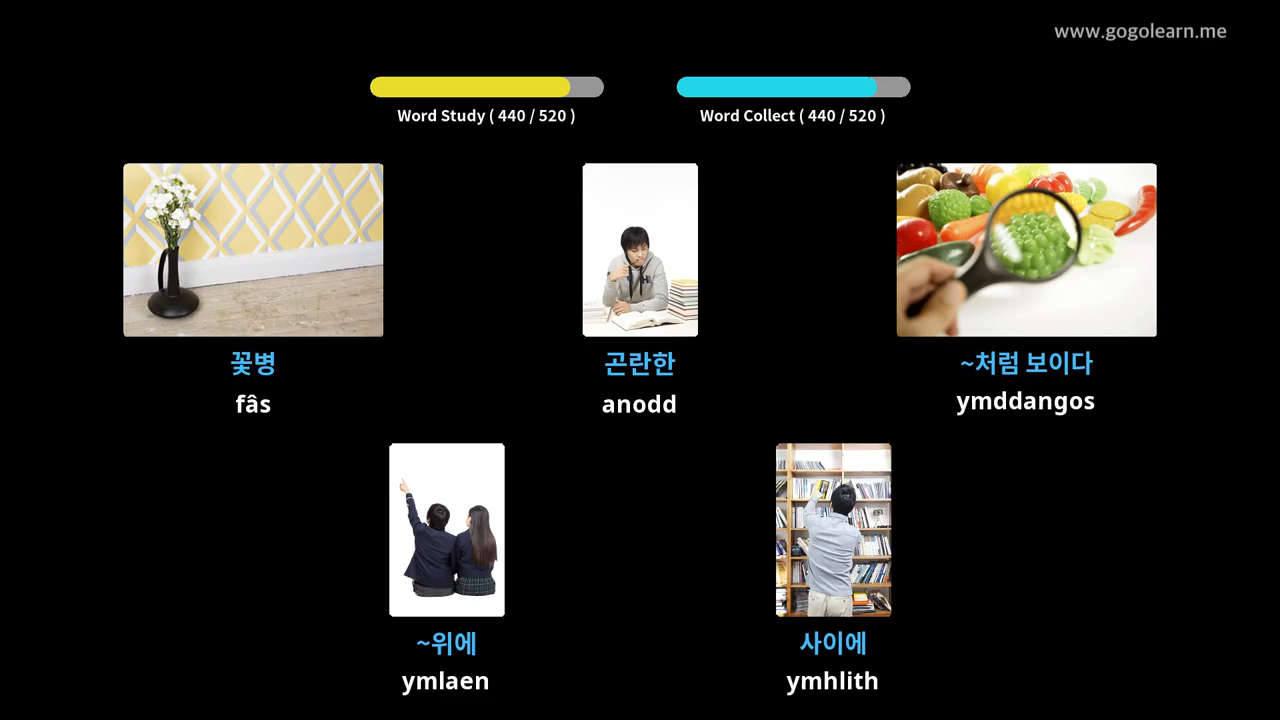 www.gogolearn.me
Word Study ( 440 / 520 )
Word Collect ( 440 / 520 )
꽃병
fâs
곤란한
anodd
~처럼 보이다
ymddangos
~위에
ymlaen
사이에
ymhlith